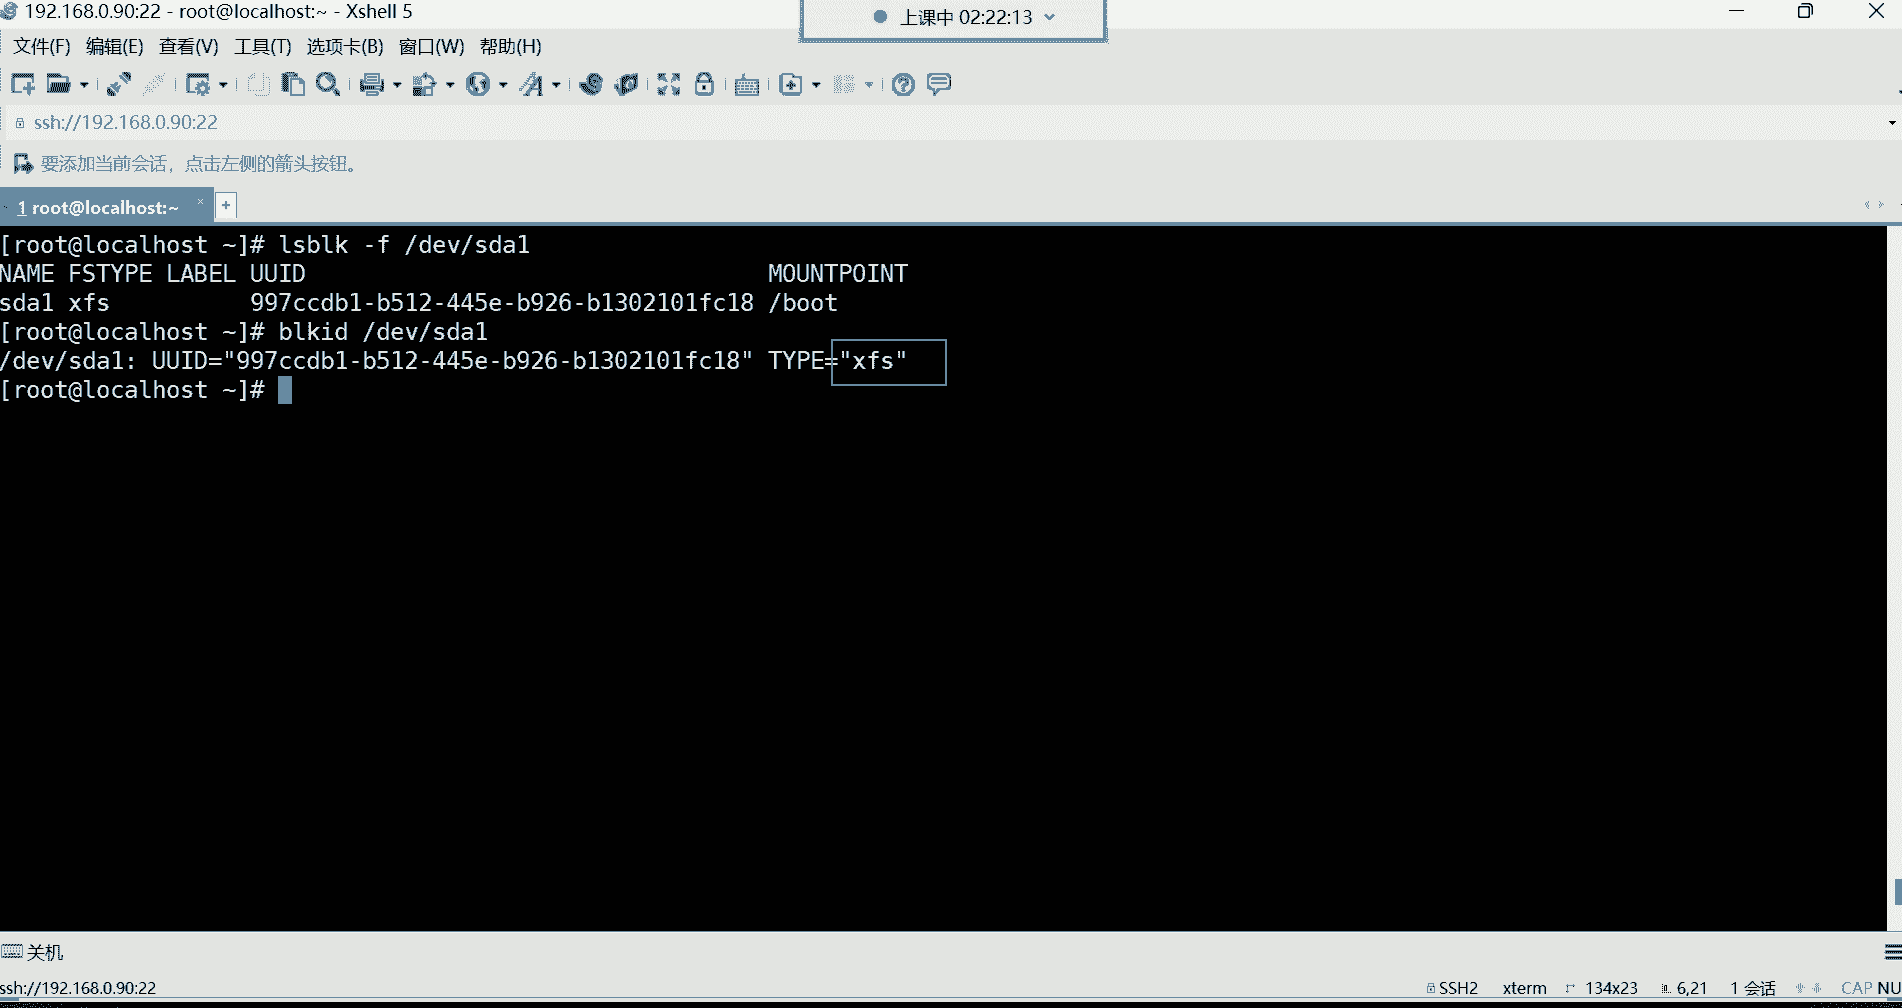 192.168.0.90:22 - root@localhost:~ - Xshell 5
上课中 02:22:13
文件(F) 编辑(E) 查看(V) 工具(T) 选项卡(B) 窗口(W) 帮助(H)
ssh://192.168.0.90:22
要添加当前会话，点击左侧的箭头按钮。
1 root@localhost:~ × +
[root@localhost ~]# lsblk -f /dev/sda1
NAME FSTYPE LABEL UUID                                 MOUNTPOINT
sda1 xfs          997ccdb1-b512-445e-b926-b1302101fc18 /boot
[root@localhost ~]# blkid /dev/sda1
/dev/sda1: UUID="997ccdb1-b512-445e-b926-b1302101fc18" TYPE="xfs"
[root@localhost ~]#
关机
ssh://192.168.0.90:22 SSH2 xterm 134x23 6,21 1 会话 CAP NU